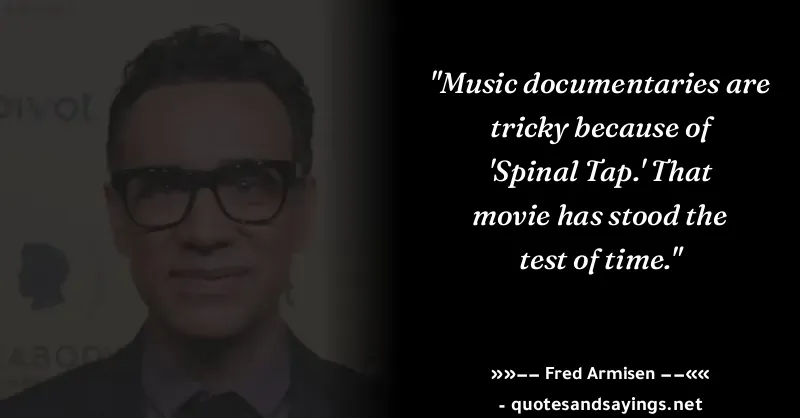 pivot
"Music documentaries are
tricky because of
'Spinal Tap.' That
movie has stood the
test of time."
»»–– Fred Armisen ––««
- quotesandsayings.net